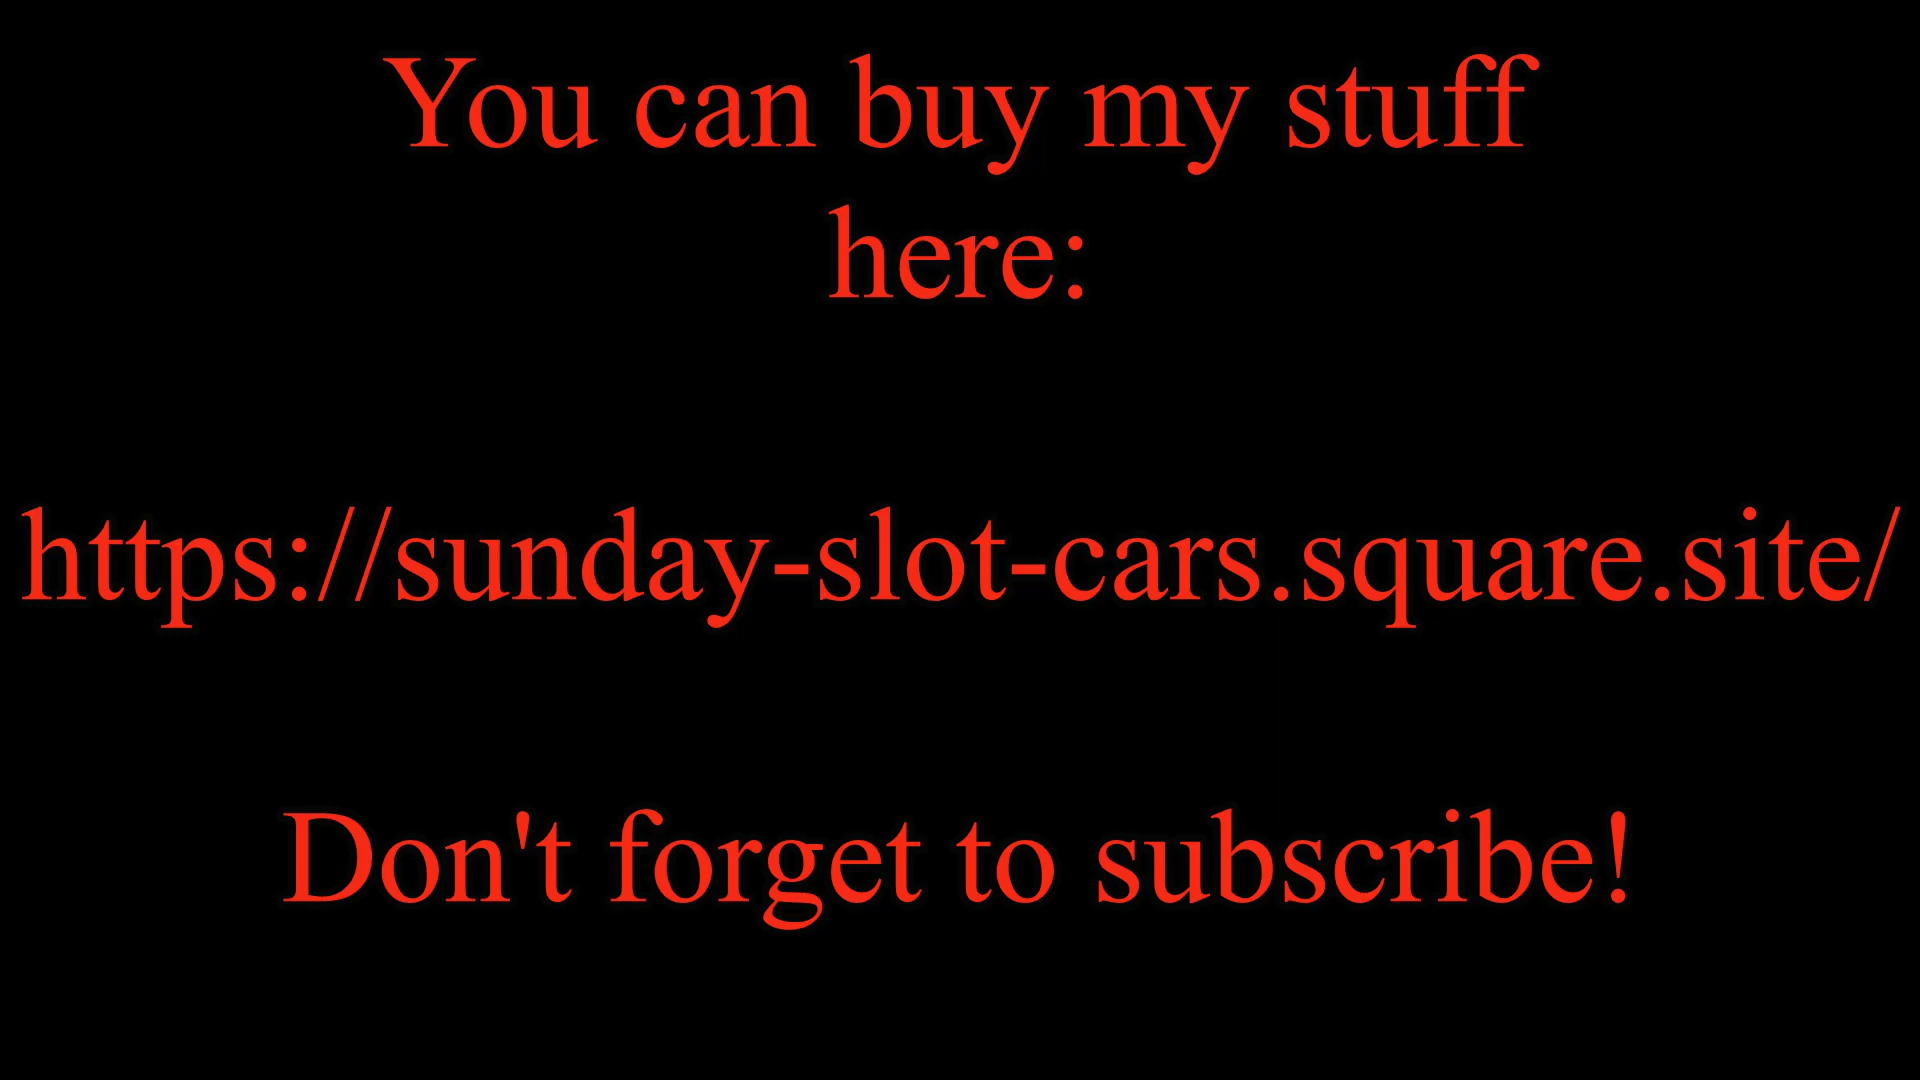 You can buy my stuff
here:
https://sunday-slot-cars.square.site/
Don't forget to subscribe!